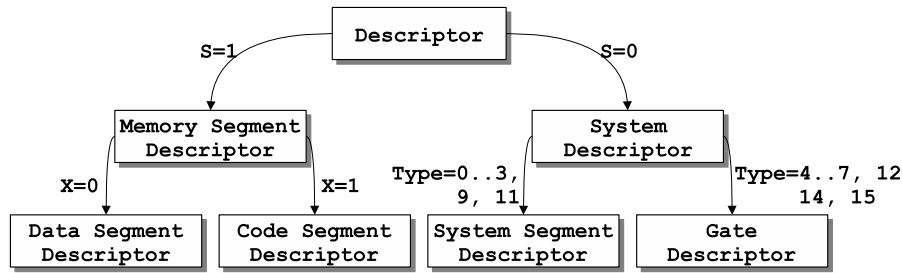 Descriptor
S=1
S=0
Memory Segment
Descriptor
System
Descriptor
X=0
X=1
Type=0..3,
9, 11
Type=4..7, 12
14, 15
Data Segment
Descriptor
Code Segment
Descriptor
System Segment
Descriptor
Gate
Descriptor